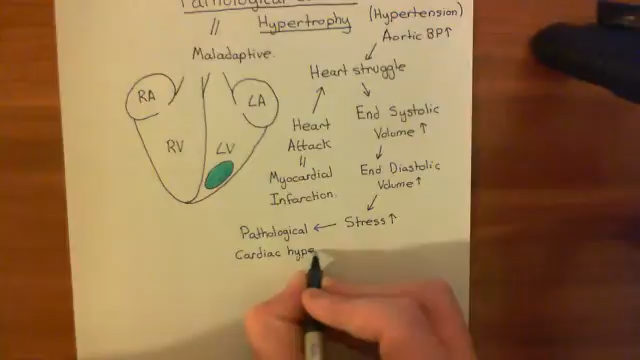 Pathological
Hypertrophy
=
Maladaptive.
(Hypertension)
Aortic BP↑
Heart struggle
RA
LA
RV
LV
Heart
Attack
=
Myocardial
Infarction.
End Systolic
Volume ↑
End Diastolic
Volume ↑
Stress ↑
Pathological
Cardiac hype